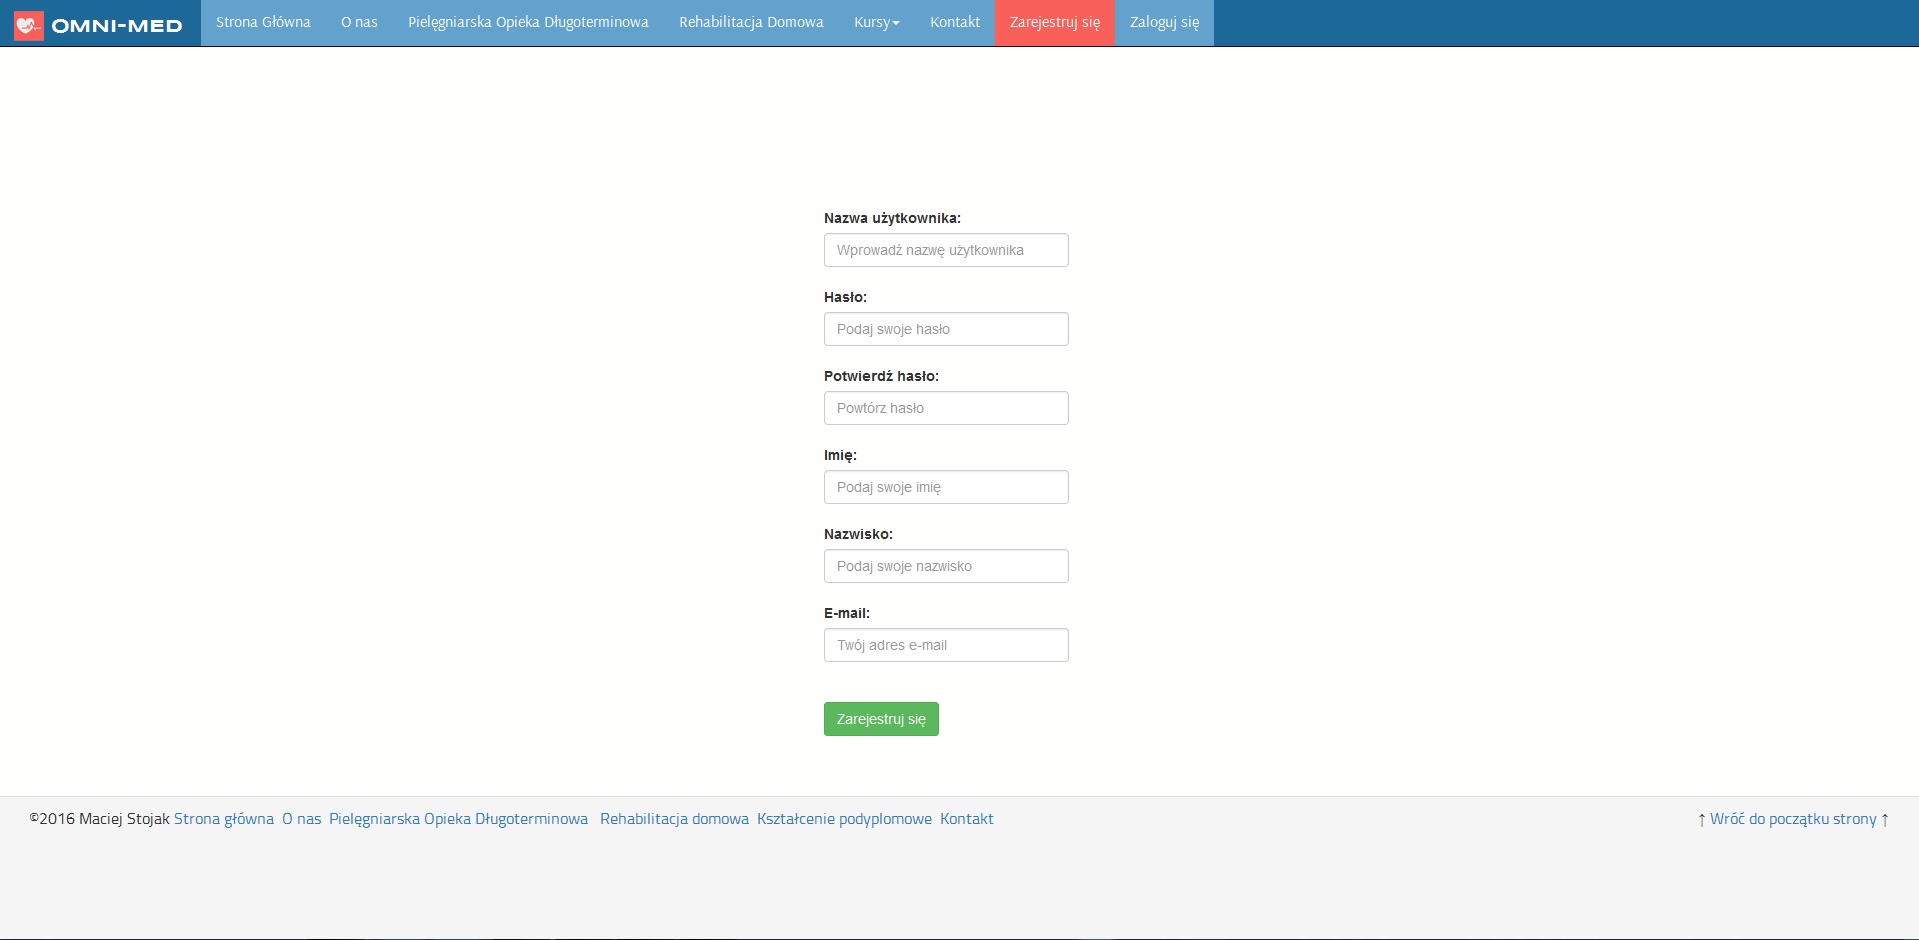 OMNI-MED Strona Główna O nas Pielęgniarska Opieka Długoterminowa Rehabilitacja Domowa Kursy Kontakt Zarejestruj się Zaloguj się
Nazwa użytkownika:
Wprowadź nazwę użytkownika
Hasło:
Podaj swoje hasło
Potwierdź hasło:
Powtórz hasło
Imię:
Podaj swoje imię
Nazwisko:
Podaj swoje nazwisko
E-mail:
Twój adres e-mail
Zarejestruj się
©2016 Maciej Stojak Strona główna O nas Pielęgniarska Opieka Długoterminowa Rehabilitacja domowa Kształcenie podyplomowe Kontakt ↑ Wróć do początku strony ↑